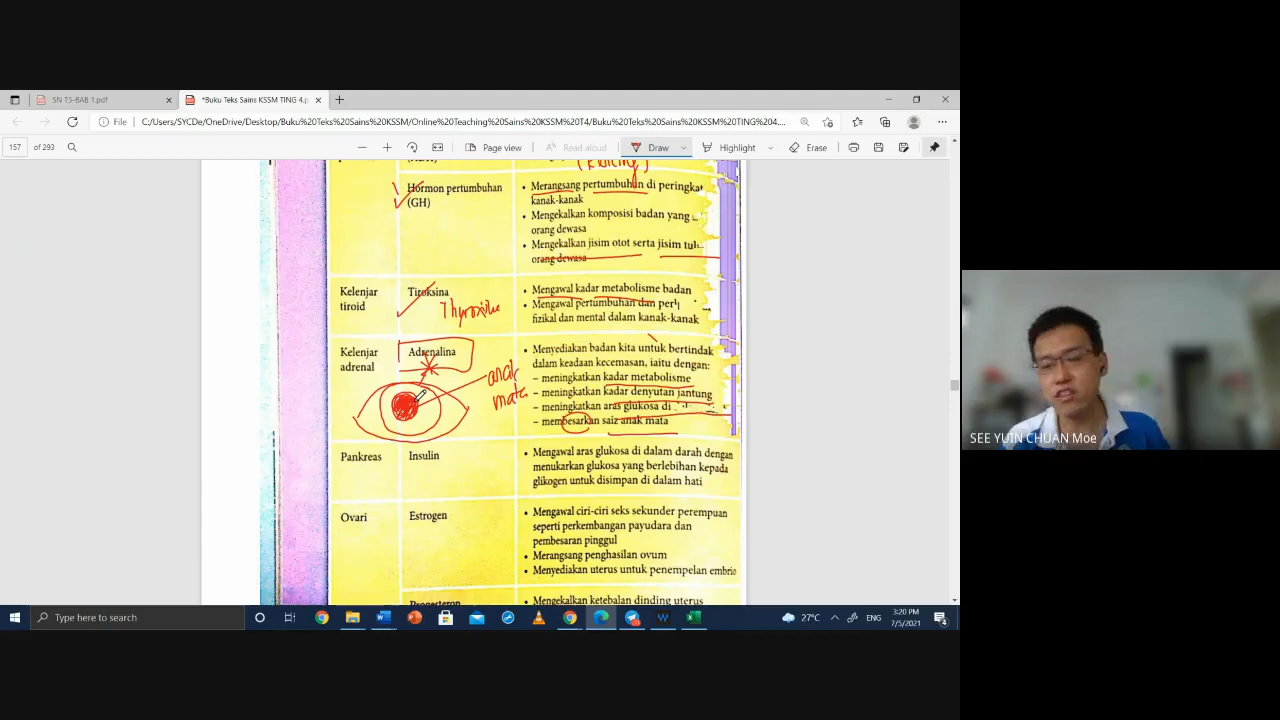 SN T5-BAB 1.pdf
*Buku Teks Sains KSSM TING 4.p
File
C:/Users/SYCDe/OneDrive/Desktop/Buku%20Teks%20Sains%20KSSM/Online%20Teaching%20Sains%20KSSM%20T4/Buku%20Teks%20Sains%20KSSM%20TING%204....
157
of 293
Page view
Read aloud
Draw
Highlight
Erase
Hormon pertumbuhan
(GH)
Merangsang pertumbuhan di peringkat
kanak-kanak
Mengekalkan komposisi badan yang
orang dewasa
Mengekalkan jisim otot serta jisim
orang dewasa
Kelenjar
tiroid
Tiroksina
Thyroxine
Mengawal kadar metabolisme badan
Mengawal pertumbuhan dan
fizikal dan mental dalam kanak-kanak
Kelenjar
adrenal
Adrenalina
anak
mata
Menyediakan badan kita untuk bertindak
dalam keadaan kecemasan, iaitu dengan:
– meningkatkan kadar metabolisme
– meningkatkan kadar denyutan jantung
– meningkatkan aras glukosa di
– membesarkan saiz anak mata
Pankreas
Insulin
Mengawal aras glukosa di dalam darah dengan
menukarkan glukosa yang berlebihan kepada
glikogen untuk disimpan di dalam hati
Ovari
Estrogen
Mengawal ciri-ciri seks sekunder perempuan
seperti perkembangan payudara dan
pembesaran pinggul
Merangsang penghasilan ovum
Menyediakan uterus untuk penempelan embrio
Progesteron
Mengekalkan ketebalan dinding uterus
SEE YUIN CHUAN Moe
Type here to search
27°C
ENG
3:20 PM
7/5/2021